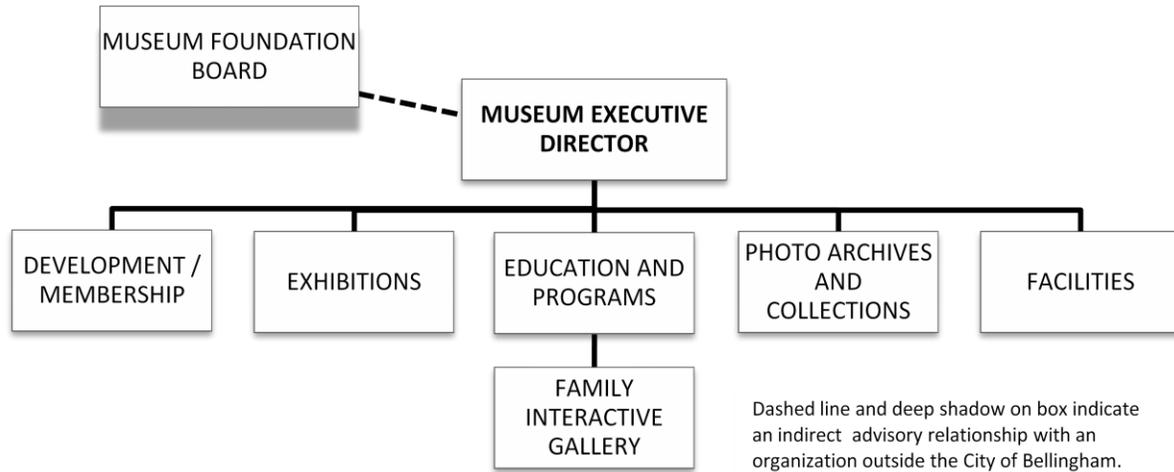 MUSEUM FOUNDATION
BOARD
MUSEUM EXECUTIVE
DIRECTOR
DEVELOPMENT /
MEMBERSHIP
EXHIBITIONS
EDUCATION AND
PROGRAMS
PHOTO ARCHIVES
AND
COLLECTIONS
FACILITIES
FAMILY
INTERACTIVE
GALLERY
Dashed line and deep shadow on box indicate
an indirect advisory relationship with an
organization outside the City of Bellingham.